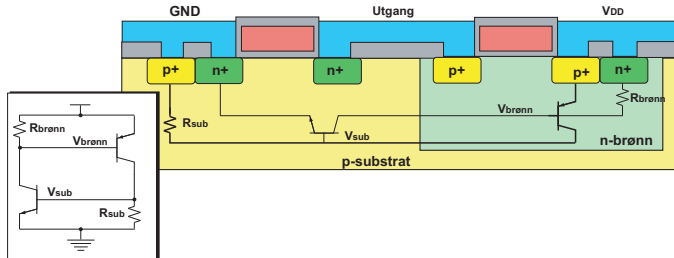 GND Utgang VDD
p+ n+ n+ p+ p+ n+
Rsub Vsub Vbrønn Rbrønn
n-brønn
p-substrat
Rbrønn
Vbrønn
Vsub
Rsub